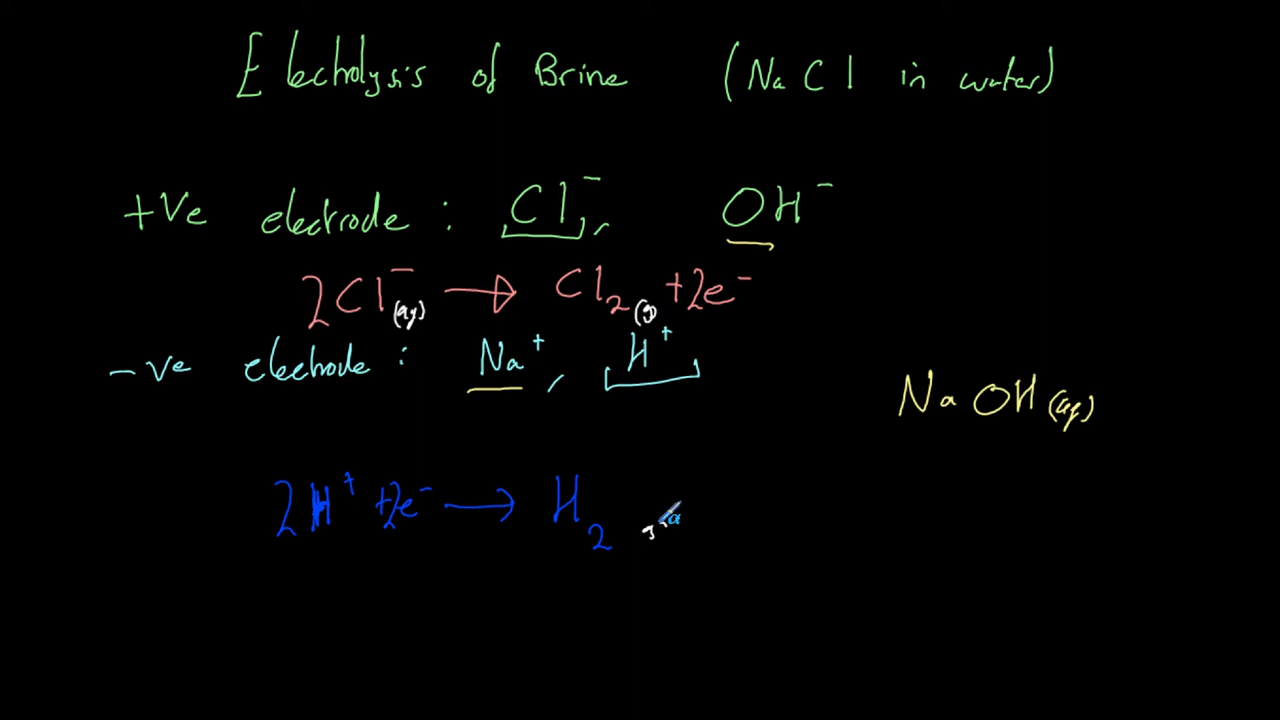 Electrolysis of Brine (NaCl in water)
+ve electrode : Cl⁻, OH⁻
2Cl⁻(aq) → Cl₂(g) + 2e⁻
-ve electrode : Na⁺, H⁺
NaOH(aq)
2H⁺ + 2e⁻ → H₂